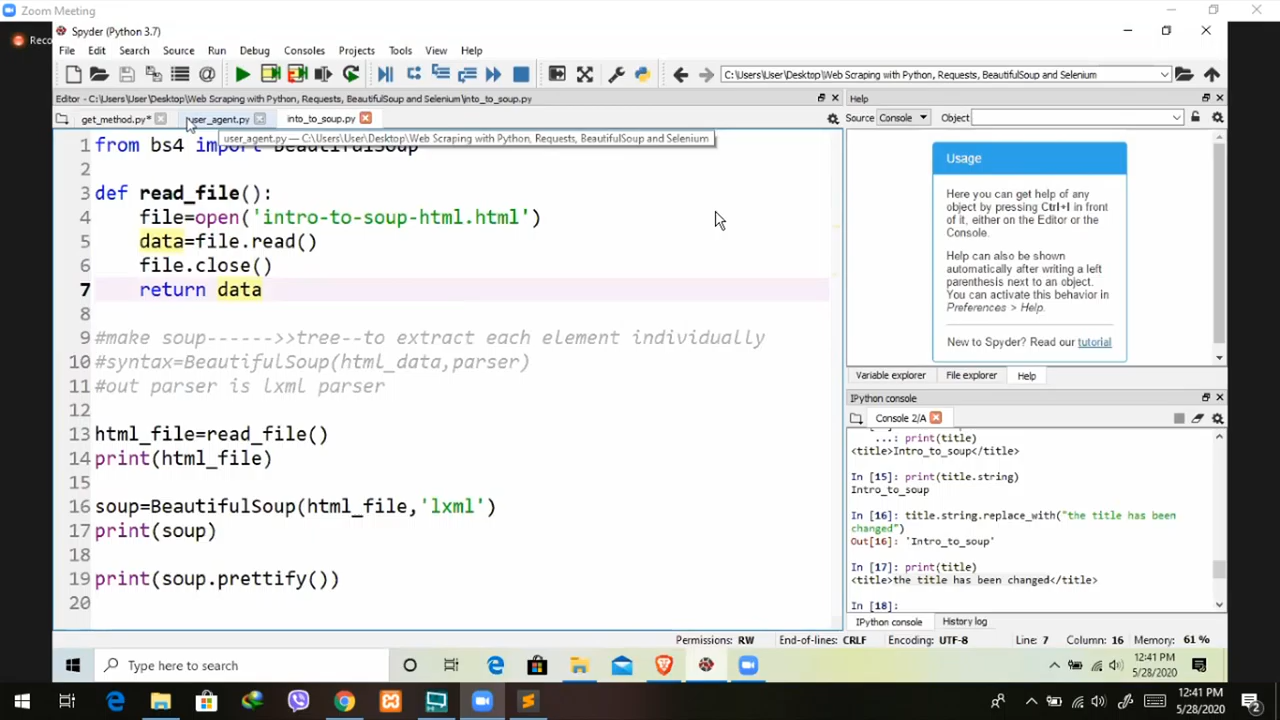 Zoom Meeting
Reco
Spyder (Python 3.7)
File Edit Search Source Run Debug Consoles Projects Tools View Help
C:\Users\User\Desktop\Web Scraping with Python, Requests, BeautifulSoup and Selenium
Editor - C:\Users\User\Desktop\Web Scraping with Python, Requests, BeautifulSoup and Selenium\into_to_soup.py
Help
get_method.py* user_agent.py into_to_soup.py
Source Console Object
user_agent.py — C:\Users\User\Desktop\Web Scraping with Python, Requests, BeautifulSoup and Selenium
1 from bs4 import BeautifulSoup
2
3 def read_file():
4 file=open('intro-to-soup-html.html')
5 data=file.read()
6 file.close()
7 return data
8
9 #make soup------>>tree--to extract each element individually
10 #syntax=BeautifulSoup(html_data,parser)
11 #out parser is lxml parser
12
13 html_file=read_file()
14 print(html_file)
15
16 soup=BeautifulSoup(html_file,'lxml')
17 print(soup)
18
19 print(soup.prettify())
20
Usage
Here you can get help of any
object by pressing Ctrl+I in front
of it, either on the Editor or the
Console.
Help can also be shown
automatically after writing a left
parenthesis next to an object.
You can activate this behavior in
Preferences > Help.
New to Spyder? Read our tutorial
Variable explorer File explorer Help
IPython console
Console 2/A
...: print(title)
<title>Intro_to_soup</title>
In [15]: print(title.string)
Intro_to_soup
In [16]: title.string.replace_with("the title has been
changed")
Out[16]: 'Intro_to_soup'
In [17]: print(title)
<title>the title has been changed</title>
In [18]:
IPython console History log
Permissions: RW End-of-lines: CRLF Encoding: UTF-8 Line: 7 Column: 16 Memory: 61 %
Type here to search
12:41 PM
5/28/2020
12:41 PM
5/28/2020
2